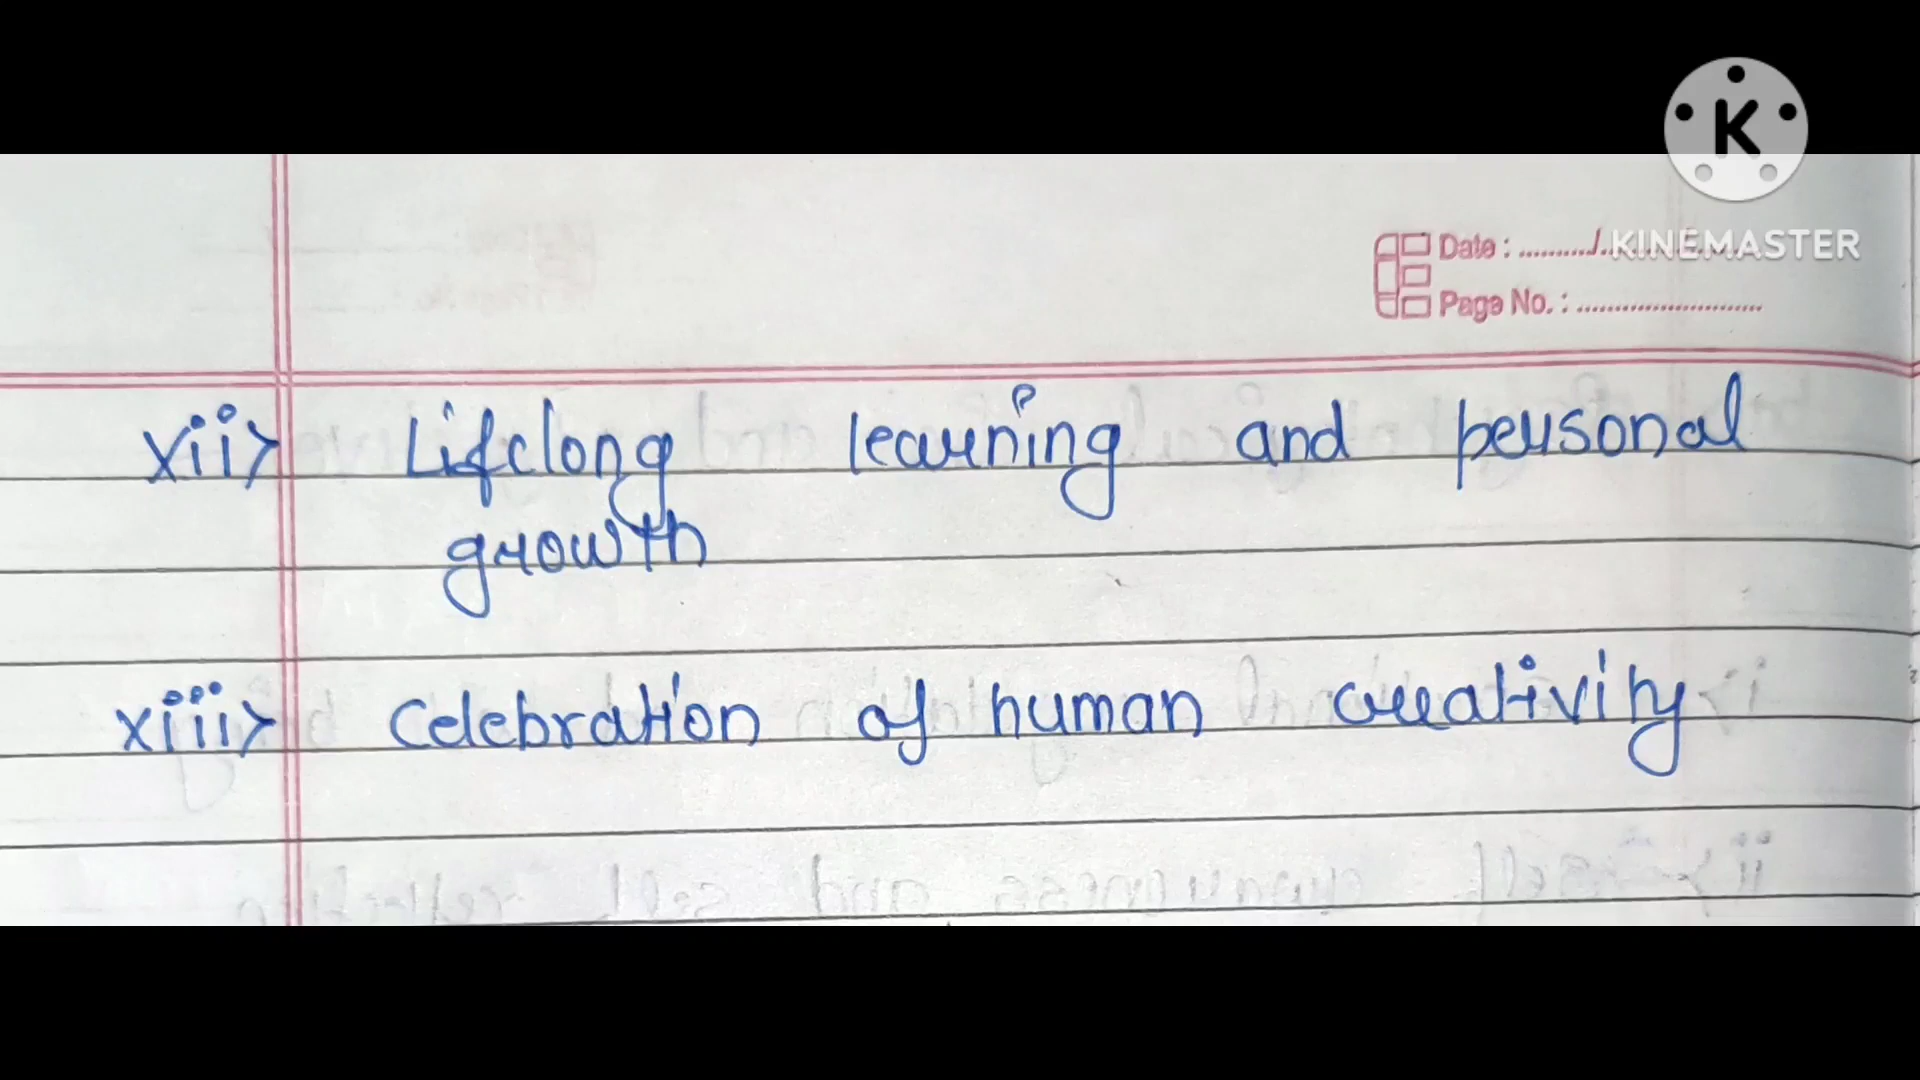 K
KINEMASTER
Date : ........../..
Page No. : ........................
xii> Lifelong learning and personal
growth
xiii> Celebration of human creativity